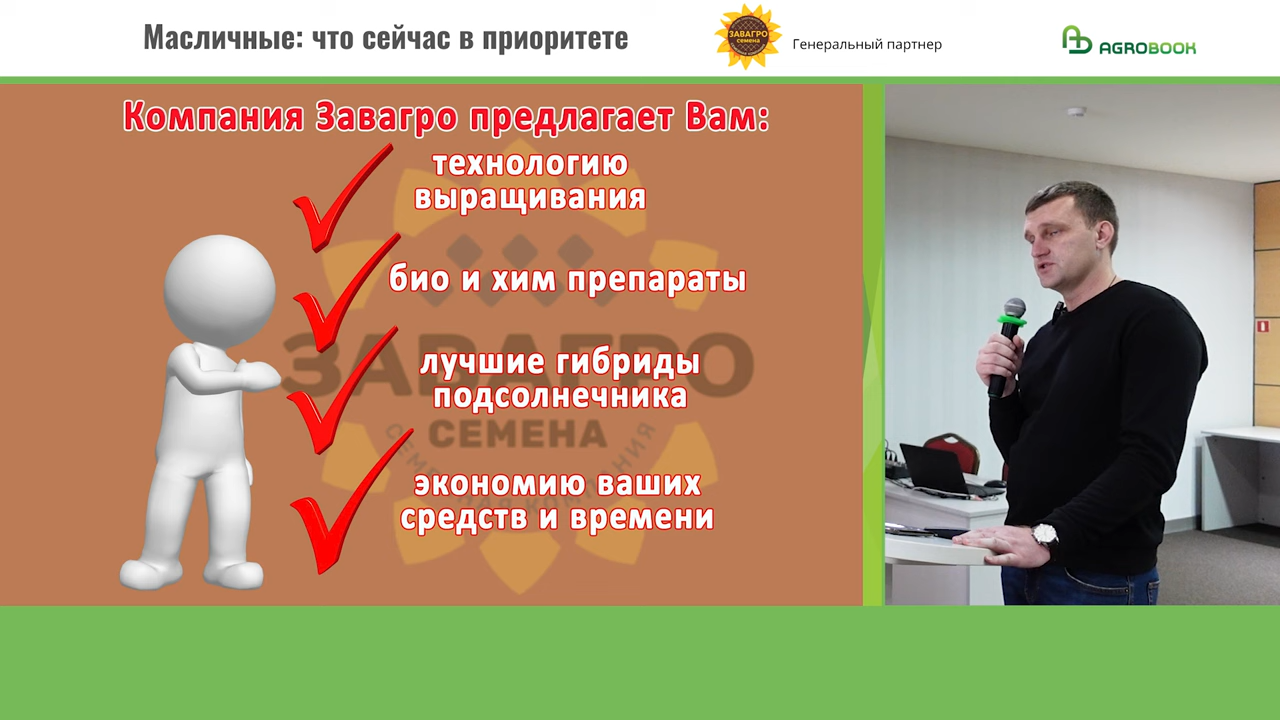 Масличные: что сейчас в приоритете
ЗАВАГРО
семена
Генеральный партнер
AGROBOOK
Компания Завагро предлагает Вам:
технологию
выращивания
био и хим препараты
лучшие гибриды
подсолнечника
экономию ваших
средств и времени
ЗАВАГРО
СЕМЕНА